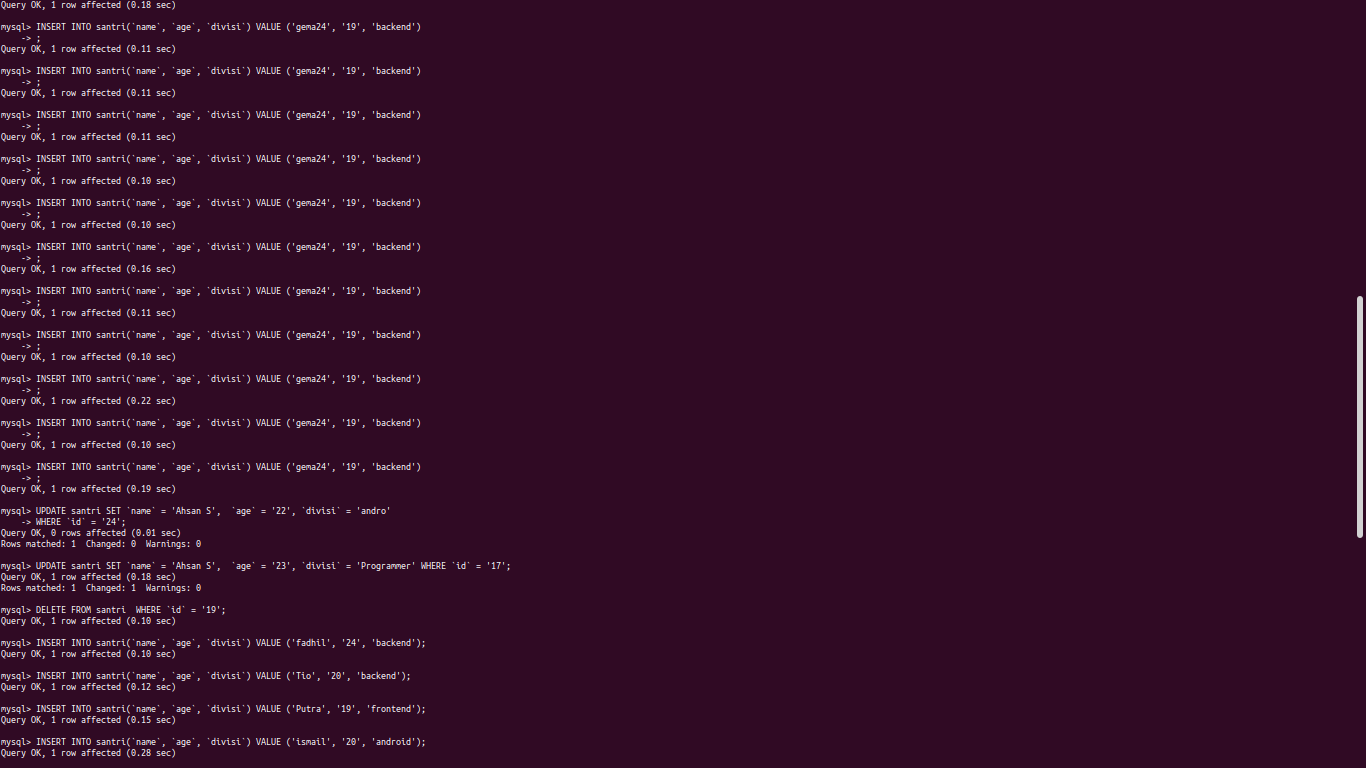 Query OK, 1 row affected (0.18 sec)
mysql> INSERT INTO santri(`name`, `age`, `divisi`) VALUE ('gema24', '19', 'backend')
-> ;
Query OK, 1 row affected (0.11 sec)
mysql> INSERT INTO santri(`name`, `age`, `divisi`) VALUE ('gema24', '19', 'backend')
-> ;
Query OK, 1 row affected (0.11 sec)
mysql> INSERT INTO santri(`name`, `age`, `divisi`) VALUE ('gema24', '19', 'backend')
-> ;
Query OK, 1 row affected (0.11 sec)
mysql> INSERT INTO santri(`name`, `age`, `divisi`) VALUE ('gema24', '19', 'backend')
-> ;
Query OK, 1 row affected (0.10 sec)
mysql> INSERT INTO santri(`name`, `age`, `divisi`) VALUE ('gema24', '19', 'backend')
-> ;
Query OK, 1 row affected (0.10 sec)
mysql> INSERT INTO santri(`name`, `age`, `divisi`) VALUE ('gema24', '19', 'backend')
-> ;
Query OK, 1 row affected (0.16 sec)
mysql> INSERT INTO santri(`name`, `age`, `divisi`) VALUE ('gema24', '19', 'backend')
-> ;
Query OK, 1 row affected (0.11 sec)
mysql> INSERT INTO santri(`name`, `age`, `divisi`) VALUE ('gema24', '19', 'backend')
-> ;
Query OK, 1 row affected (0.10 sec)
mysql> INSERT INTO santri(`name`, `age`, `divisi`) VALUE ('gema24', '19', 'backend')
-> ;
Query OK, 1 row affected (0.22 sec)
mysql> INSERT INTO santri(`name`, `age`, `divisi`) VALUE ('gema24', '19', 'backend')
-> ;
Query OK, 1 row affected (0.10 sec)
mysql> INSERT INTO santri(`name`, `age`, `divisi`) VALUE ('gema24', '19', 'backend')
-> ;
Query OK, 1 row affected (0.19 sec)
mysql> UPDATE santri SET `name` = 'Ahsan S',  `age` = '22', `divisi` = 'andro'
-> WHERE `id` = '24';
Query OK, 0 rows affected (0.01 sec)
Rows matched: 1  Changed: 0  Warnings: 0
mysql> UPDATE santri SET `name` = 'Ahsan S',  `age` = '23', `divisi` = 'Programmer' WHERE `id` = '17';
Query OK, 1 row affected (0.18 sec)
Rows matched: 1  Changed: 1  Warnings: 0
mysql> DELETE FROM santri  WHERE `id` = '19';
Query OK, 1 row affected (0.10 sec)
mysql> INSERT INTO santri(`name`, `age`, `divisi`) VALUE ('fadhil', '24', 'backend');
Query OK, 1 row affected (0.10 sec)
mysql> INSERT INTO santri(`name`, `age`, `divisi`) VALUE ('Tio', '20', 'backend');
Query OK, 1 row affected (0.12 sec)
mysql> INSERT INTO santri(`name`, `age`, `divisi`) VALUE ('Putra', '19', 'frontend');
Query OK, 1 row affected (0.15 sec)
mysql> INSERT INTO santri(`name`, `age`, `divisi`) VALUE ('ismail', '20', 'android');
Query OK, 1 row affected (0.28 sec)